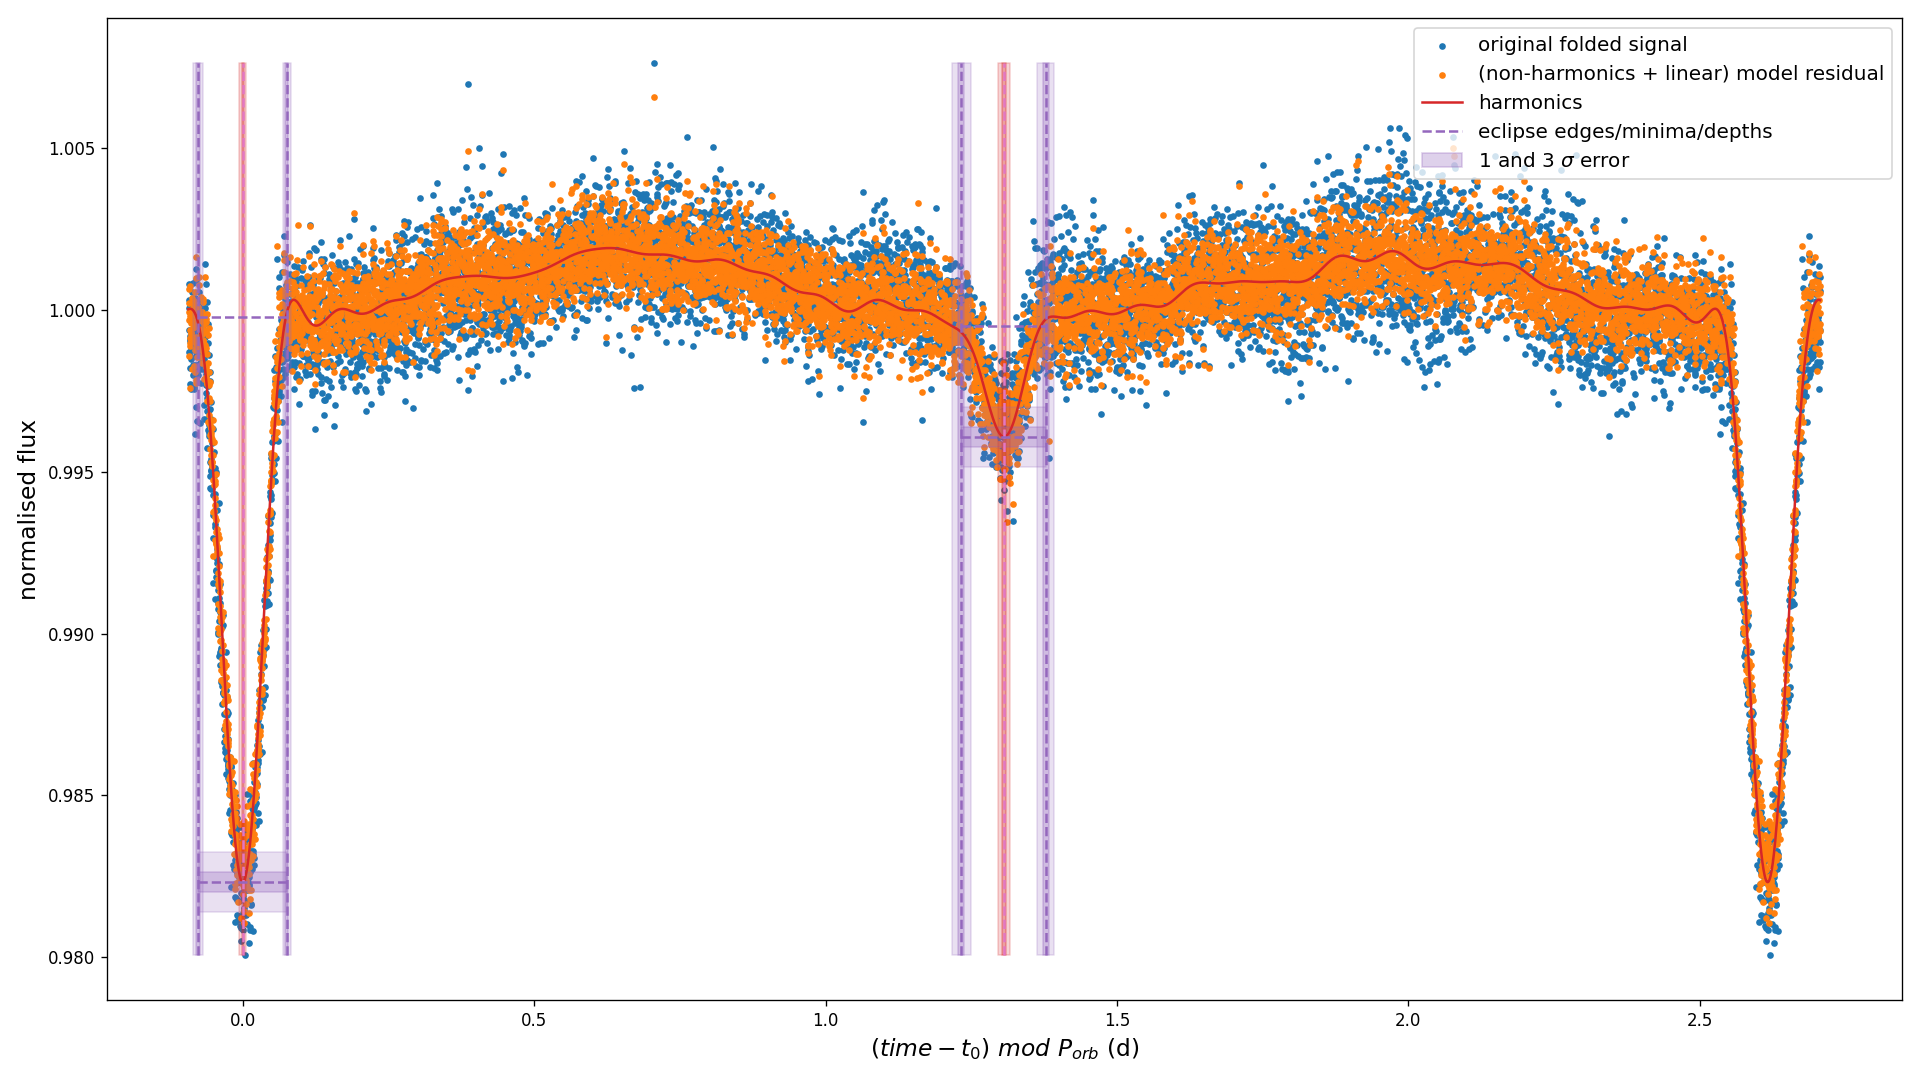 original folded signal
(non-harmonics + linear) model residual
harmonics
eclipse edges/minima/depths
1 and 3 σ error
normalised flux
1.005
1.000
0.995
0.990
0.985
0.980
0.0 0.5 1.0 1.5 2.0 2.5
(time − t₀) mod Pₒᵣᵦ (d)